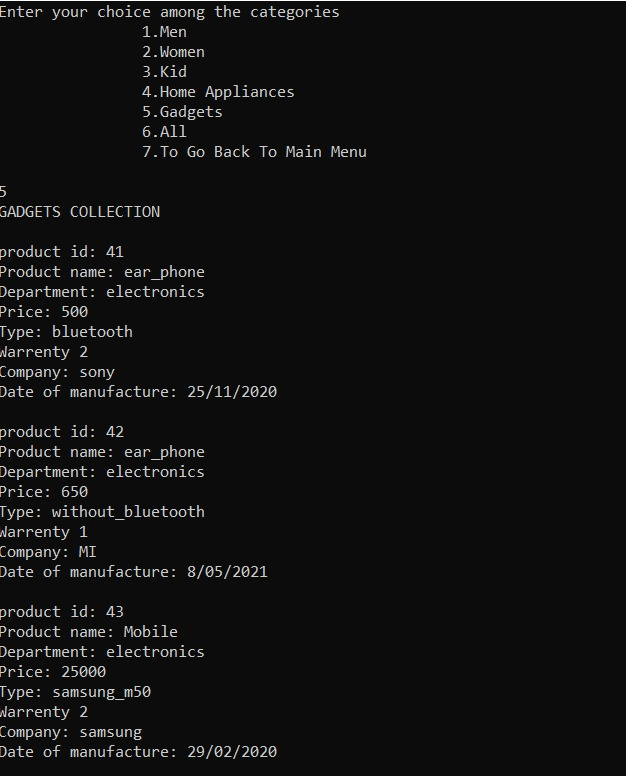 Enter your choice among the categories
1.Men
2.Women
3.Kid
4.Home Appliances
5.Gadgets
6.All
7.To Go Back To Main Menu
5
GADGETS COLLECTION
product id: 41
Product name: ear_phone
Department: electronics
Price: 500
Type: bluetooth
Warrenty 2
Company: sony
Date of manufacture: 25/11/2020
product id: 42
Product name: ear_phone
Department: electronics
Price: 650
Type: without_bluetooth
Warrenty 1
Company: MI
Date of manufacture: 8/05/2021
product id: 43
Product name: Mobile
Department: electronics
Price: 25000
Type: samsung_m50
Warrenty 2
Company: samsung
Date of manufacture: 29/02/2020